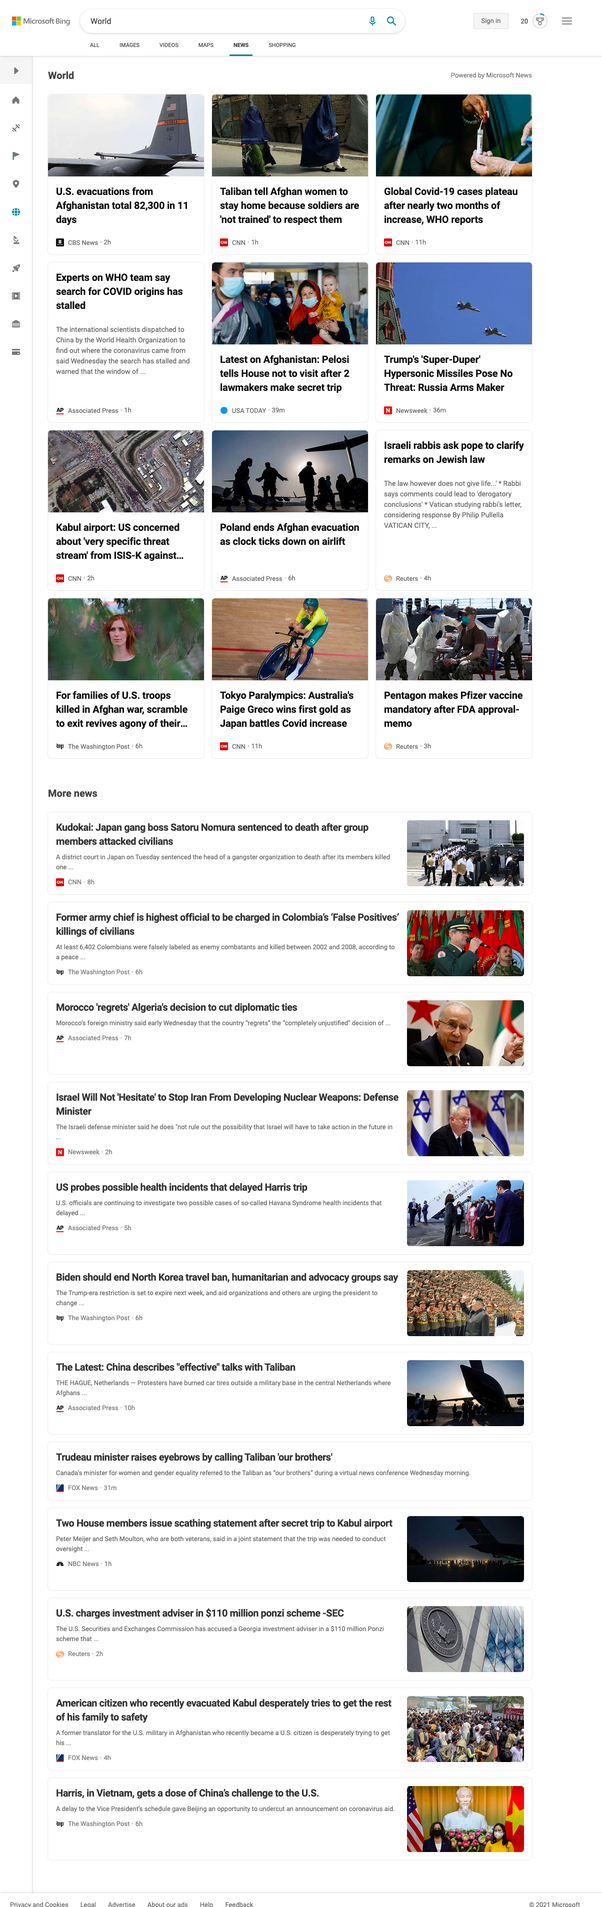 Microsoft Bing
World
Sign in
20
ALL IMAGES VIDEOS MAPS NEWS SHOPPING
World
Powered by Microsoft News
U.S. evacuations from
Afghanistan total 82,300 in 11
days
CBS News · 2h
Taliban tell Afghan women to
stay home because soldiers are
'not trained' to respect them
CNN · 1h
Global Covid-19 cases plateau
after nearly two months of
increase, WHO reports
CNN · 11h
Experts on WHO team say
search for COVID origins has
stalled
The international scientists dispatched to
China by the World Health Organization to
find out where the coronavirus came from
said Wednesday the search has stalled and
warned that the window of ...
AP Associated Press · 1h
Latest on Afghanistan: Pelosi
tells House not to visit after 2
lawmakers make secret trip
USA TODAY · 39m
Trump's 'Super-Duper'
Hypersonic Missiles Pose No
Threat: Russia Arms Maker
N Newsweek · 36m
Kabul airport: US concerned
about 'very specific threat
stream' from ISIS-K against...
CNN · 2h
Poland ends Afghan evacuation
as clock ticks down on airlift
AP Associated Press · 6h
Israeli rabbis ask pope to clarify
remarks on Jewish law
The law however does not give life...' * Rabbi
says comments could lead to 'derogatory
conclusions' * Vatican studying rabbi's letter,
considering response By Philip Pullella
VATICAN CITY, ...
Reuters · 4h
For families of U.S. troops
killed in Afghan war, scramble
to exit revives agony of their...
wp The Washington Post · 6h
Tokyo Paralympics: Australia's
Paige Greco wins first gold as
Japan battles Covid increase
CNN · 11h
Pentagon makes Pfizer vaccine
mandatory after FDA approval-
memo
Reuters · 3h
More news
Kudokai: Japan gang boss Satoru Nomura sentenced to death after group
members attacked civilians
A district court in Japan on Tuesday sentenced the head of a gangster organization to death after its members killed
one ...
CNN · 8h
Former army chief is highest official to be charged in Colombia's 'False Positives'
killings of civilians
At least 6,402 Colombians were falsely labeled as enemy combatants and killed between 2002 and 2008, according to
a peace ...
wp The Washington Post · 6h
Morocco 'regrets' Algeria's decision to cut diplomatic ties
Morocco's foreign ministry said early Wednesday that the country "regrets" the "completely unjustified" decision of ...
AP Associated Press · 7h
Israel Will Not 'Hesitate' to Stop Iran From Developing Nuclear Weapons: Defense
Minister
The Israeli defense minister said he does "not rule out the possibility that Israel will have to take action in the future in
...
N Newsweek · 2h
US probes possible health incidents that delayed Harris trip
U.S. officials are continuing to investigate two possible cases of so-called Havana Syndrome health incidents that
delayed ...
AP Associated Press · 5h
Biden should end North Korea travel ban, humanitarian and advocacy groups say
The Trump-era restriction is set to expire next week, and aid organizations and others are urging the president to
change ...
wp The Washington Post · 6h
The Latest: China describes "effective" talks with Taliban
THE HAGUE, Netherlands — Protesters have burned car tires outside a military base in the central Netherlands where
Afghans ...
AP Associated Press · 10h
Trudeau minister raises eyebrows by calling Taliban 'our brothers'
Canada's minister for women and gender equality referred to the Taliban as "our brothers" during a virtual news conference Wednesday morning.
FOX News · 31m
Two House members issue scathing statement after secret trip to Kabul airport
Peter Meijer and Seth Moulton, who are both veterans, said in a joint statement that the trip was needed to conduct
oversight ...
NBC News · 1h
U.S. charges investment adviser in $110 million ponzi scheme -SEC
The U.S. Securities and Exchanges Commission has accused a Georgia investment adviser in a $110 million Ponzi
scheme that ...
Reuters · 2h
American citizen who recently evacuated Kabul desperately tries to get the rest
of his family to safety
A former translator for the U.S. military in Afghanistan who recently became a U.S. citizen is desperately trying to get
his ...
FOX News · 4h
Harris, in Vietnam, gets a dose of China's challenge to the U.S.
A delay to the Vice President's schedule gave Beijing an opportunity to undercut an announcement on coronavirus aid.
wp The Washington Post · 6h
Privacy and Cookies Legal Advertise About our ads Help Feedback © 2021 Microsoft